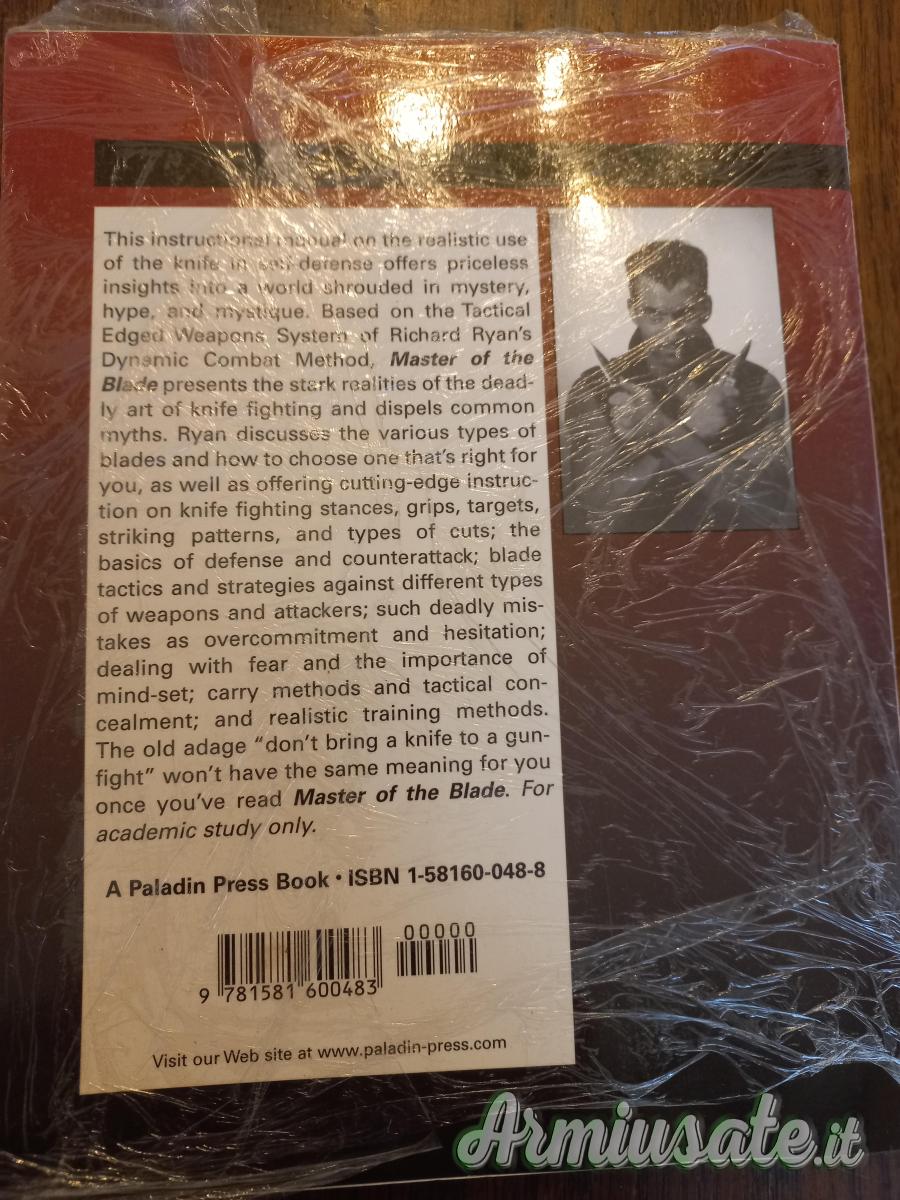 This instructional manual on the realistic use
of the knife in self-defense offers priceless
insights into a world shrouded in mystery,
hype, and mystique. Based on the Tactical
Edged Weapons System of Richard Ryan's
Dynamic Combat Method, Master of the
Blade presents the stark realities of the dead-
ly art of knife fighting and dispels common
myths. Ryan discusses the various types of
blades and how to choose one that's right for
you, as well as offering cutting-edge instruc-
tion on knife fighting stances, grips, targets,
striking patterns, and types of cuts; the
basics of defense and counterattack; blade
tactics and strategies against different types
of weapons and attackers; such deadly mis-
takes as overcommitment and hesitation;
dealing with fear and the importance of
mind-set; carry methods and tactical con-
cealment; and realistic training methods.
The old adage "don't bring a knife to a gun-
fight" won't have the same meaning for you
once you've read Master of the Blade. For
academic study only.
A Paladin Press Book • ISBN 1-58160-048-8
00000
9 781581 600483
Visit our Web site at www.paladin-press.com
Armiusate.it